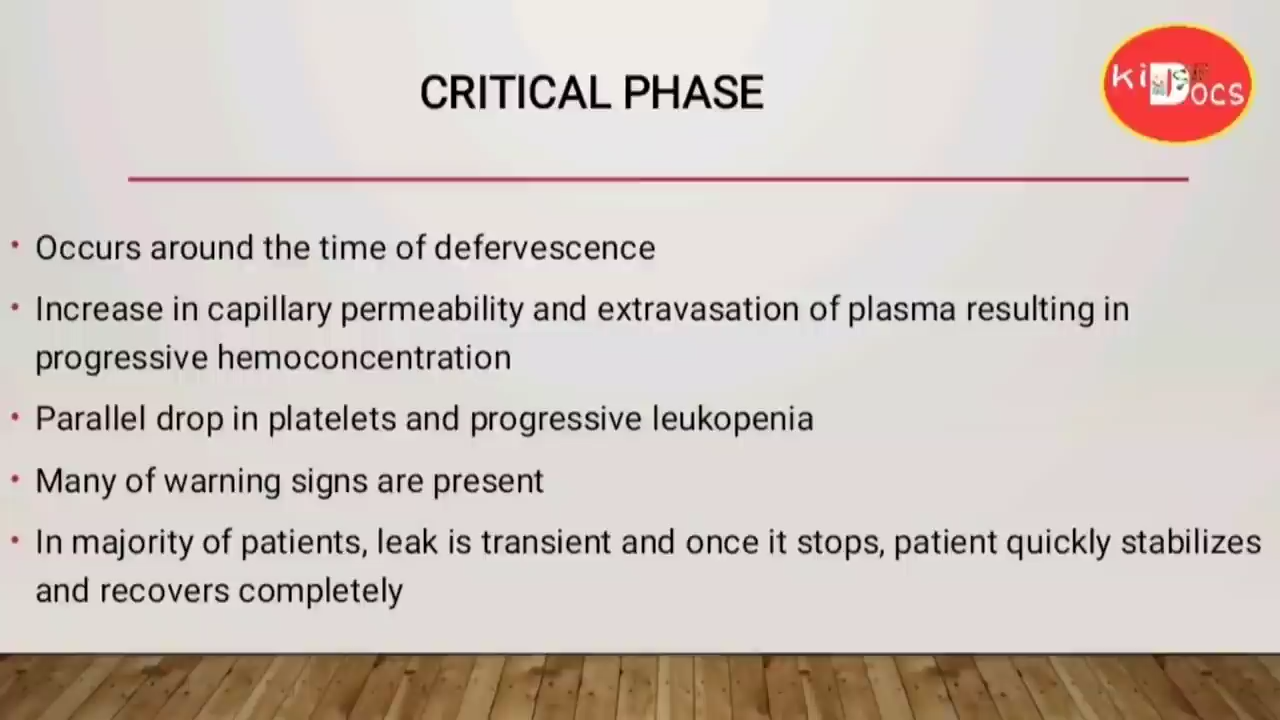 CRITICAL PHASE
KiDs DOCS
• Occurs around the time of defervescence
• Increase in capillary permeability and extravasation of plasma resulting in
progressive hemoconcentration
• Parallel drop in platelets and progressive leukopenia
• Many of warning signs are present
• In majority of patients, leak is transient and once it stops, patient quickly stabilizes
and recovers completely